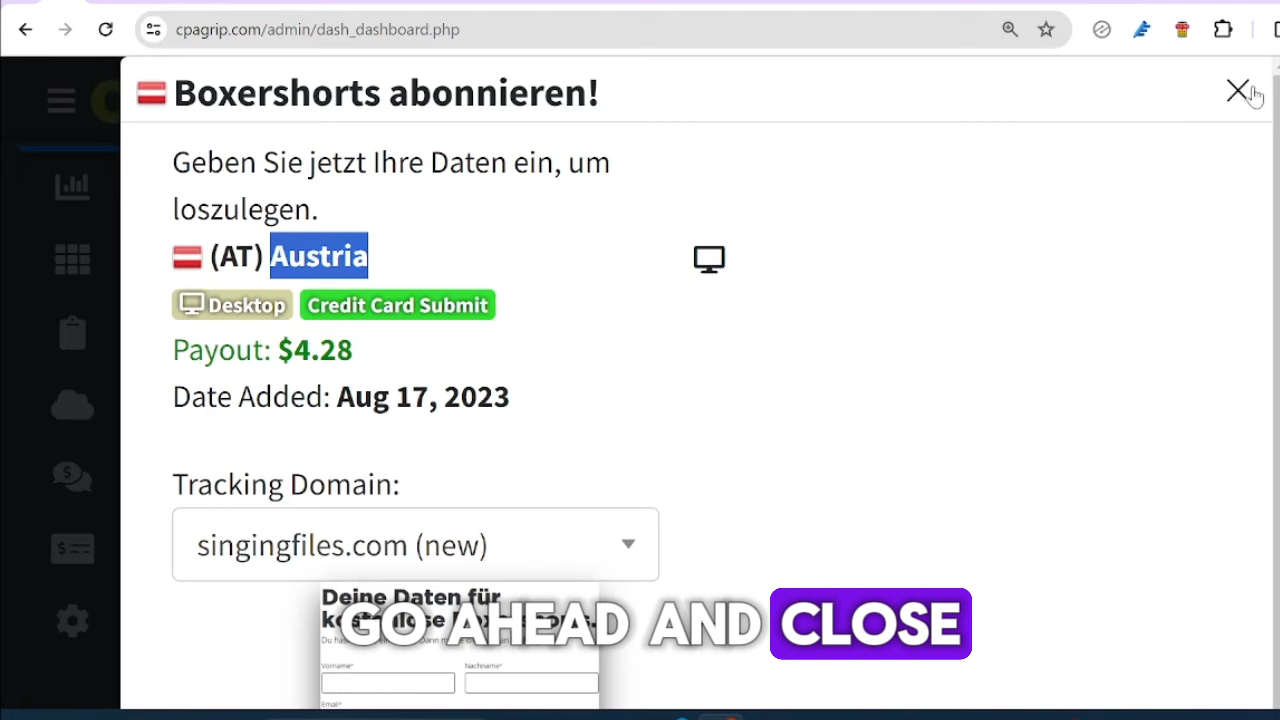 cpagrip.com/admin/dash_dashboard.php
Boxershorts abonnieren!
Geben Sie jetzt Ihre Daten ein, um
loszulegen.
(AT) Austria
Desktop
Credit Card Submit
Payout: $4.28
Date Added: Aug 17, 2023
Tracking Domain:
singingfiles.com (new)
Deine Daten für
GO AHEAD AND CLOSE
Vorname*
Nachname*
Email*